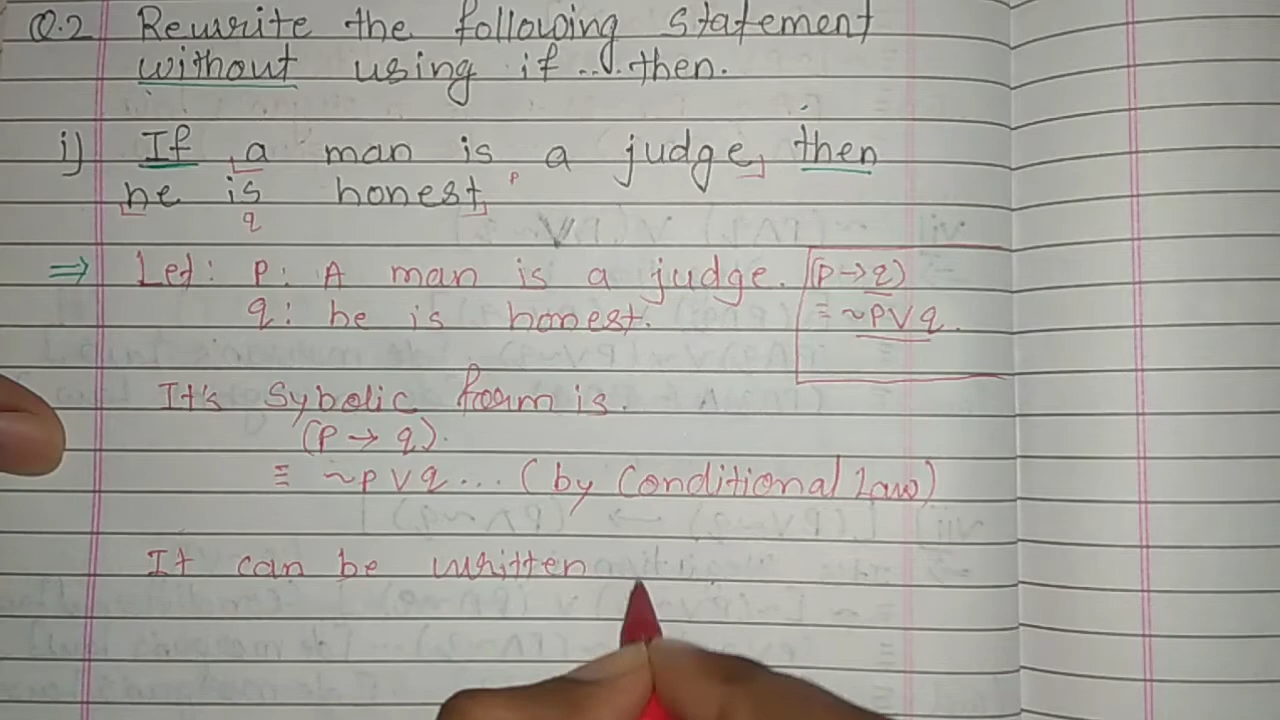 Q.2 Rewrite the following statement
without using if...then.
i) If a man is a judge, then
he is honest.
p
q
⇒ Let: P: A man is a judge. (p→q)
q: he is honest. ≡ ~p∨q.
It's Sybolic form is.
(P → q).
≡ ~p∨q... (by Conditional Law)
It can be written